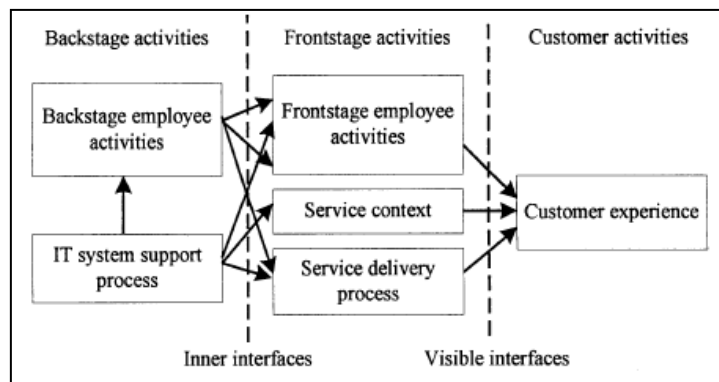 Backstage activities
Frontstage activities
Customer activities
Backstage employee
activities
Frontstage employee
activities
Service context
Customer experience
IT system support
process
Service delivery
process
Inner interfaces
Visible interfaces